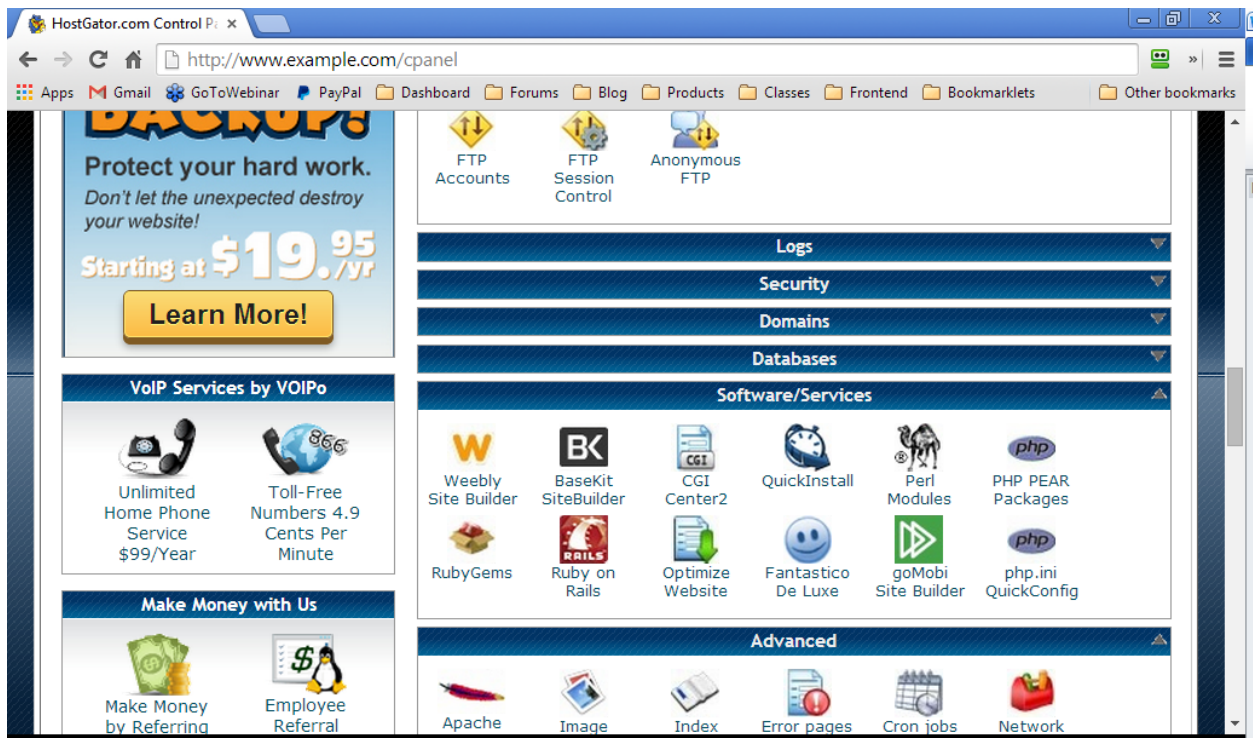 HostGator.com Control Pa
http://www.example.com/cpanel
Apps Gmail GoToWebinar PayPal Dashboard Forums Blog Products Classes Frontend Bookmarklets Other bookmarks
BACKUP!
Protect your hard work.
Don't let the unexpected destroy
your website!
Starting at $19.95/yr
Learn More!
VoIP Services by VOIPo
866
Unlimited
Home Phone
Service
$99/Year
Toll-Free
Numbers 4.9
Cents Per
Minute
Make Money with Us
Make Money
by Referring
Employee
Referral
FTP
Accounts
FTP
Session
Control
Anonymous
FTP
Logs
Security
Domains
Databases
Software/Services
W
Weebly
Site Builder
BK
BaseKit
SiteBuilder
CGI
CGI
Center2
QuickInstall
®
Perl
Modules
php
PHP PEAR
Packages
RubyGems
RAILS
Ruby on
Rails
Optimize
Website
Fantastico
De Luxe
goMobi
Site Builder
php
php.ini
QuickConfig
Advanced
Apache
Image
Index
Error pages
Cron jobs
Network